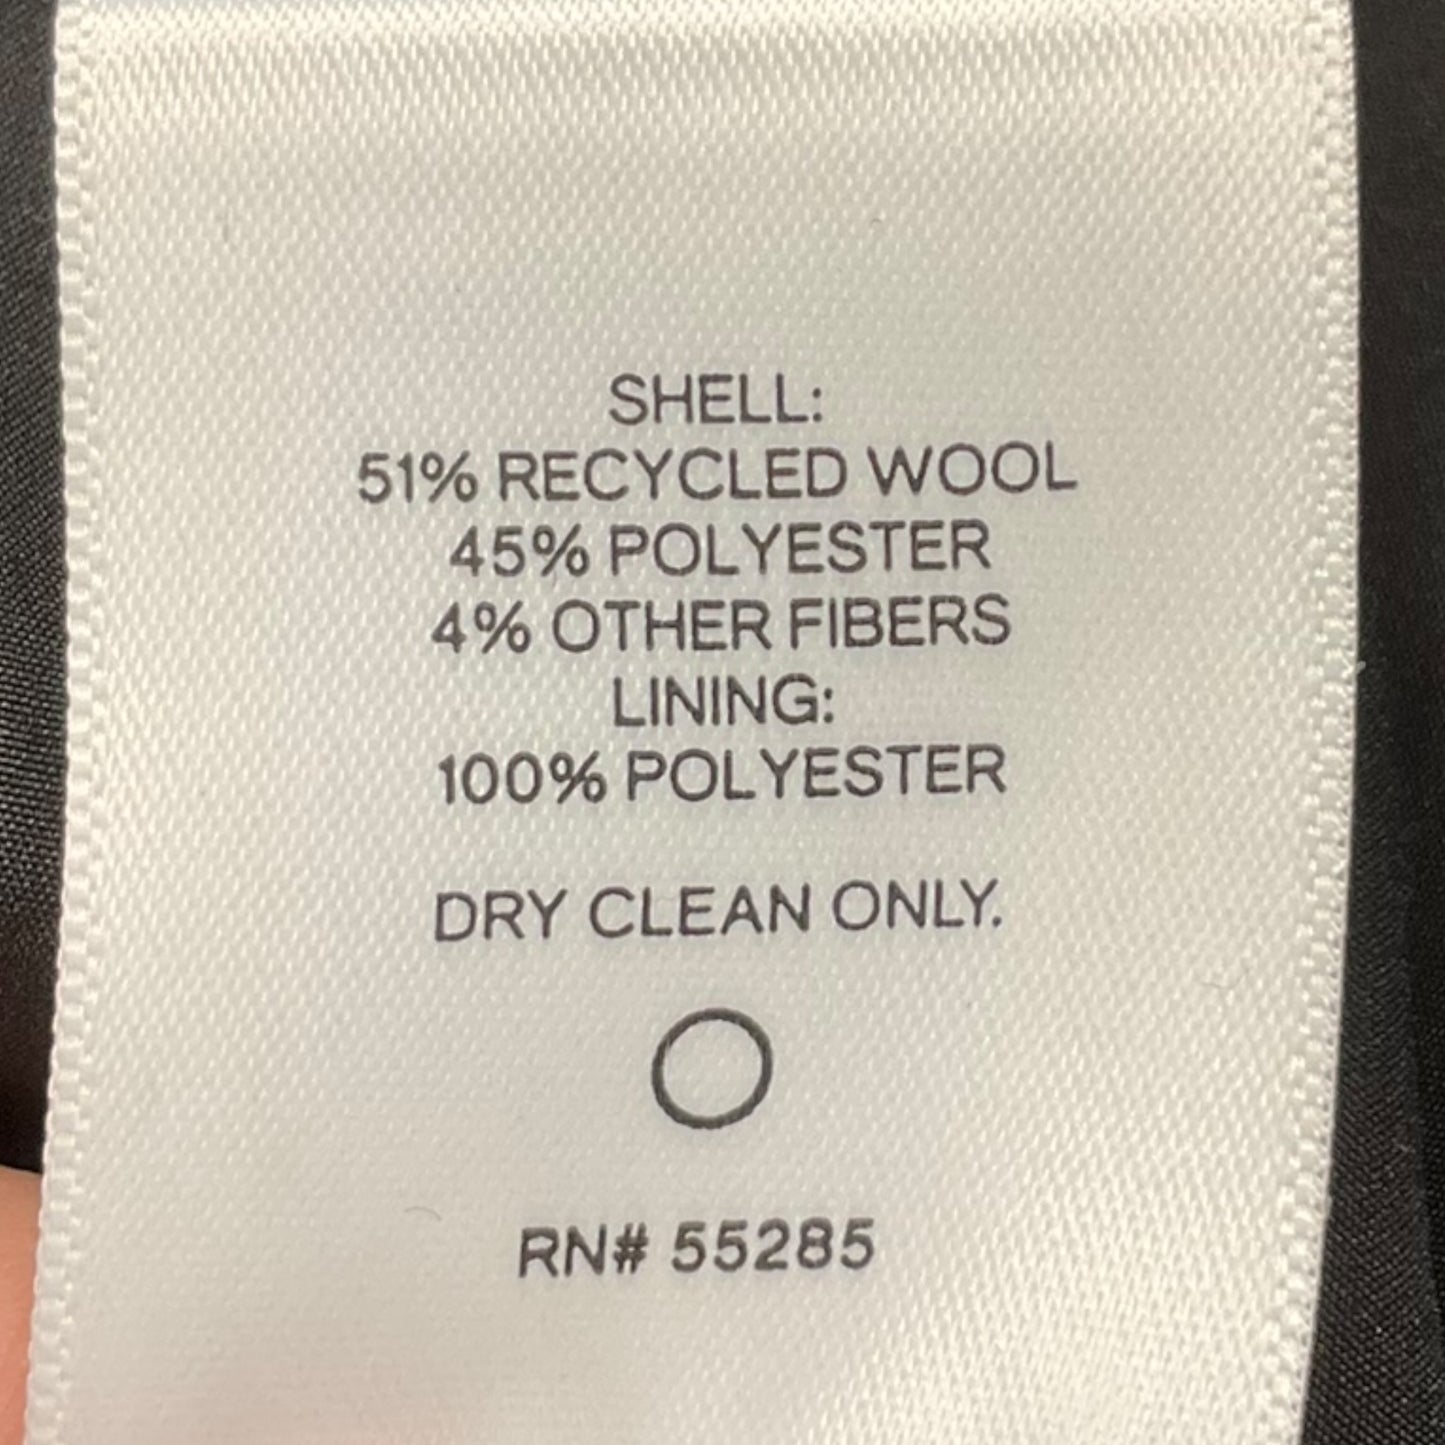 SHELL:
51% RECYCLED WOOL
45% POLYESTER
4% OTHER FIBERS
LINING:
100% POLYESTER
DRY CLEAN ONLY.
RN# 55285